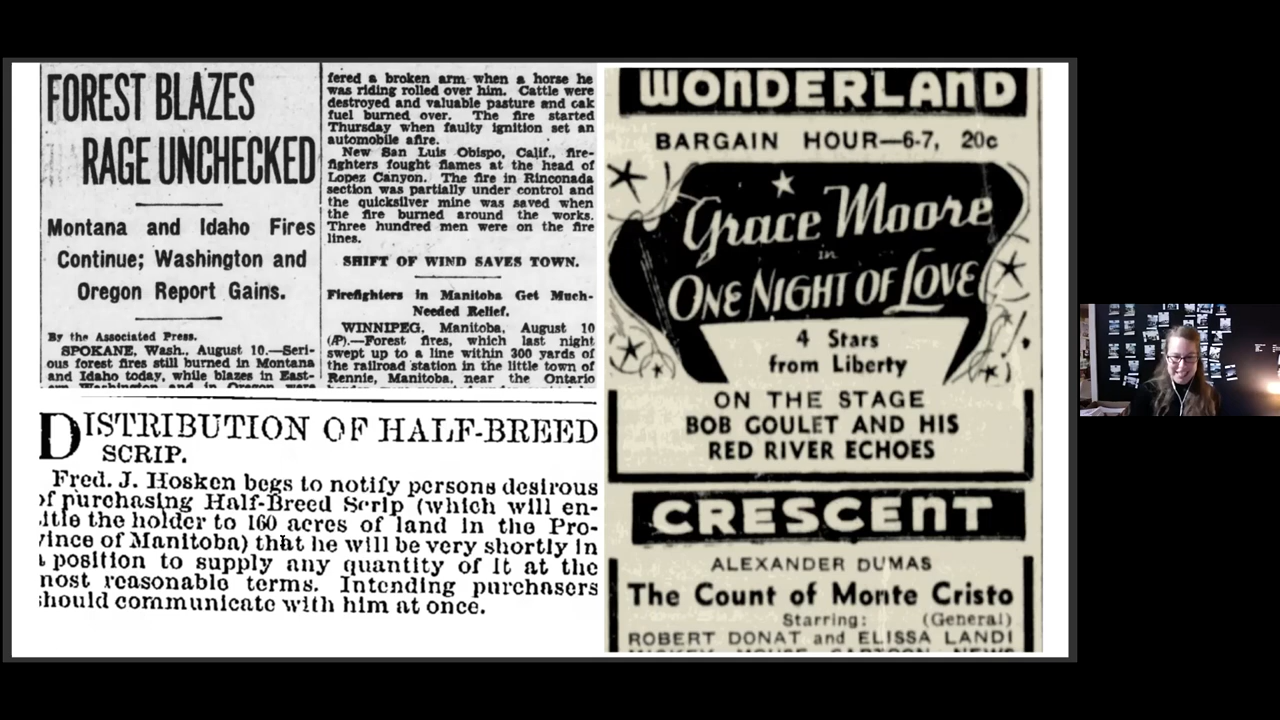 FOREST BLAZES
RAGE UNCHECKED
Montana and Idaho Fires
Continue; Washington and
Oregon Report Gains.
By the Associated Press.
SPOKANE, Wash., August 10.—Seri-
ous forest fires still burned in Montana
and Idaho today, while blazes in East-
ern Washington and in Oregon were
fered a broken arm when a horse he
was riding rolled over him. Cattle were
destroyed and valuable pasture and oak
fuel burned over. The fire started
Thursday when faulty ignition set an
automobile afire.
New San Luis Obispo, Calif., fire-
fighters fought flames at the head of
Lopez Canyon. The fire in Rinconada
section was partially under control and
the quicksilver mine was saved when
the fire burned around the works.
Three hundred men were on the fire
lines.
SHIFT OF WIND SAVES TOWN.
Firefighters in Manitoba Get Much-
Needed Relief.
WINNIPEG, Manitoba, August 10
(AP).—Forest fires, which last night
swept up to a line within 300 yards of
the railroad station in the little town of
Rennie, Manitoba, near the Ontario
DISTRIBUTION OF HALF-BREED
SCRIP.
Fred. J. Hosken begs to notify persons desirous
of purchasing Half-Breed Scrip (which will en-
title the holder to 160 acres of land in the Pro-
vince of Manitoba) that he will be very shortly in
a position to supply any quantity of it at the
most reasonable terms. Intending purchasers
should communicate with him at once.
WONDERLAND
BARGAIN HOUR—6-7, 20c
Grace Moore
in
ONE NIGHT OF LOVE
4 Stars
from Liberty
ON THE STAGE
BOB GOULET AND HIS
RED RIVER ECHOES
CRESCENT
ALEXANDER DUMAS
The Count of Monte Cristo
Starring: (General)
ROBERT DONAT and ELISSA LANDI
MICKEY MOUSE CARTOON NEWS